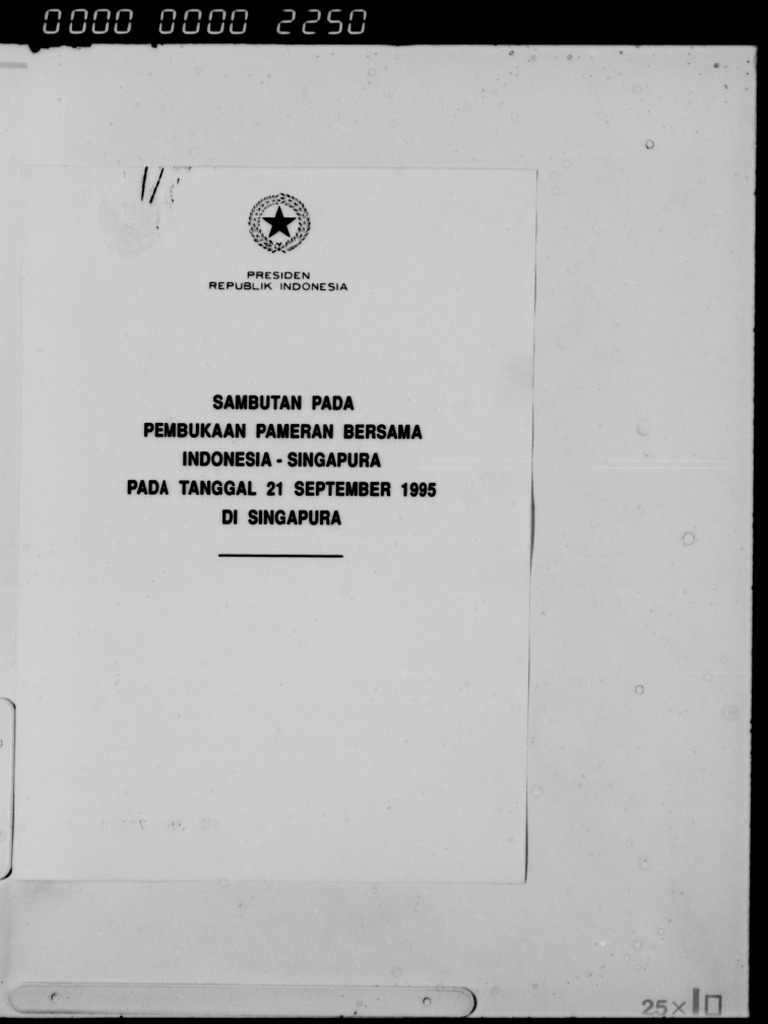 0000 0000 2250
PRESIDEN
REPUBLIK INDONESIA
SAMBUTAN PADA
PEMBUKAAN PAMERAN BERSAMA
INDONESIA - SINGAPURA
PADA TANGGAL 21 SEPTEMBER 1995
DI SINGAPURA
25×